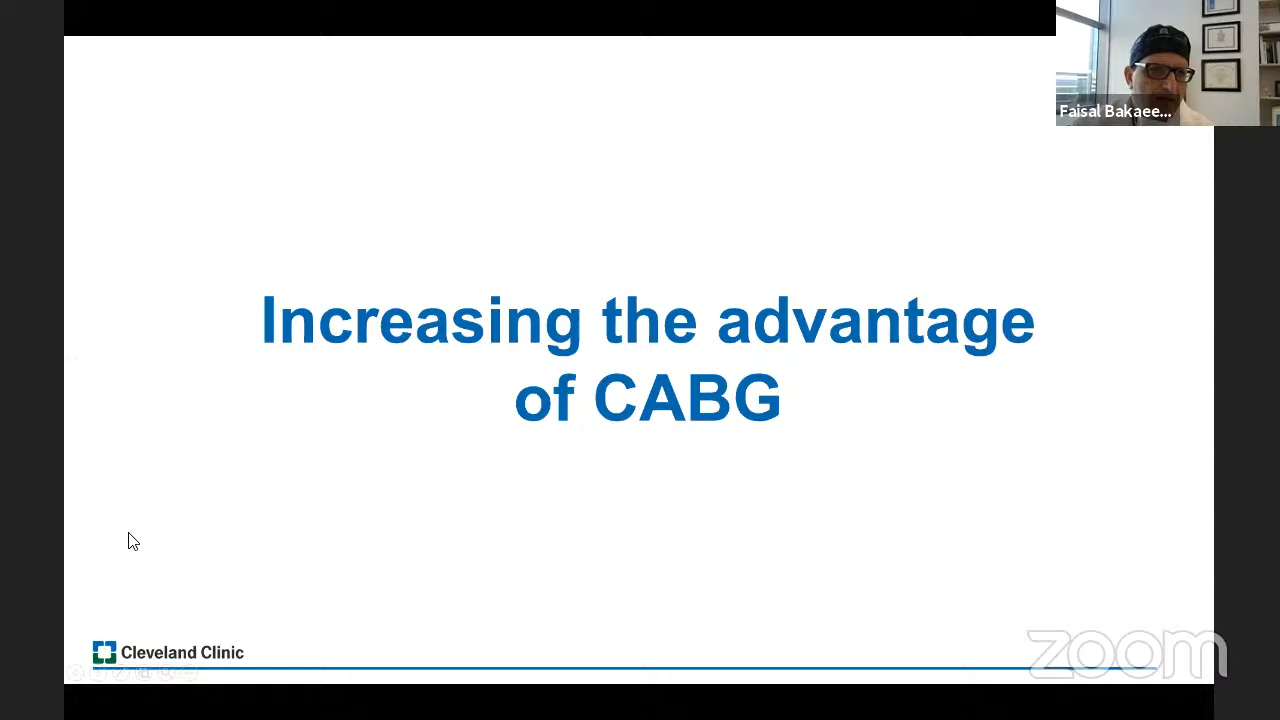 Faisal Bakaee...
Increasing the advantage
of CABG
Cleveland Clinic
zoom